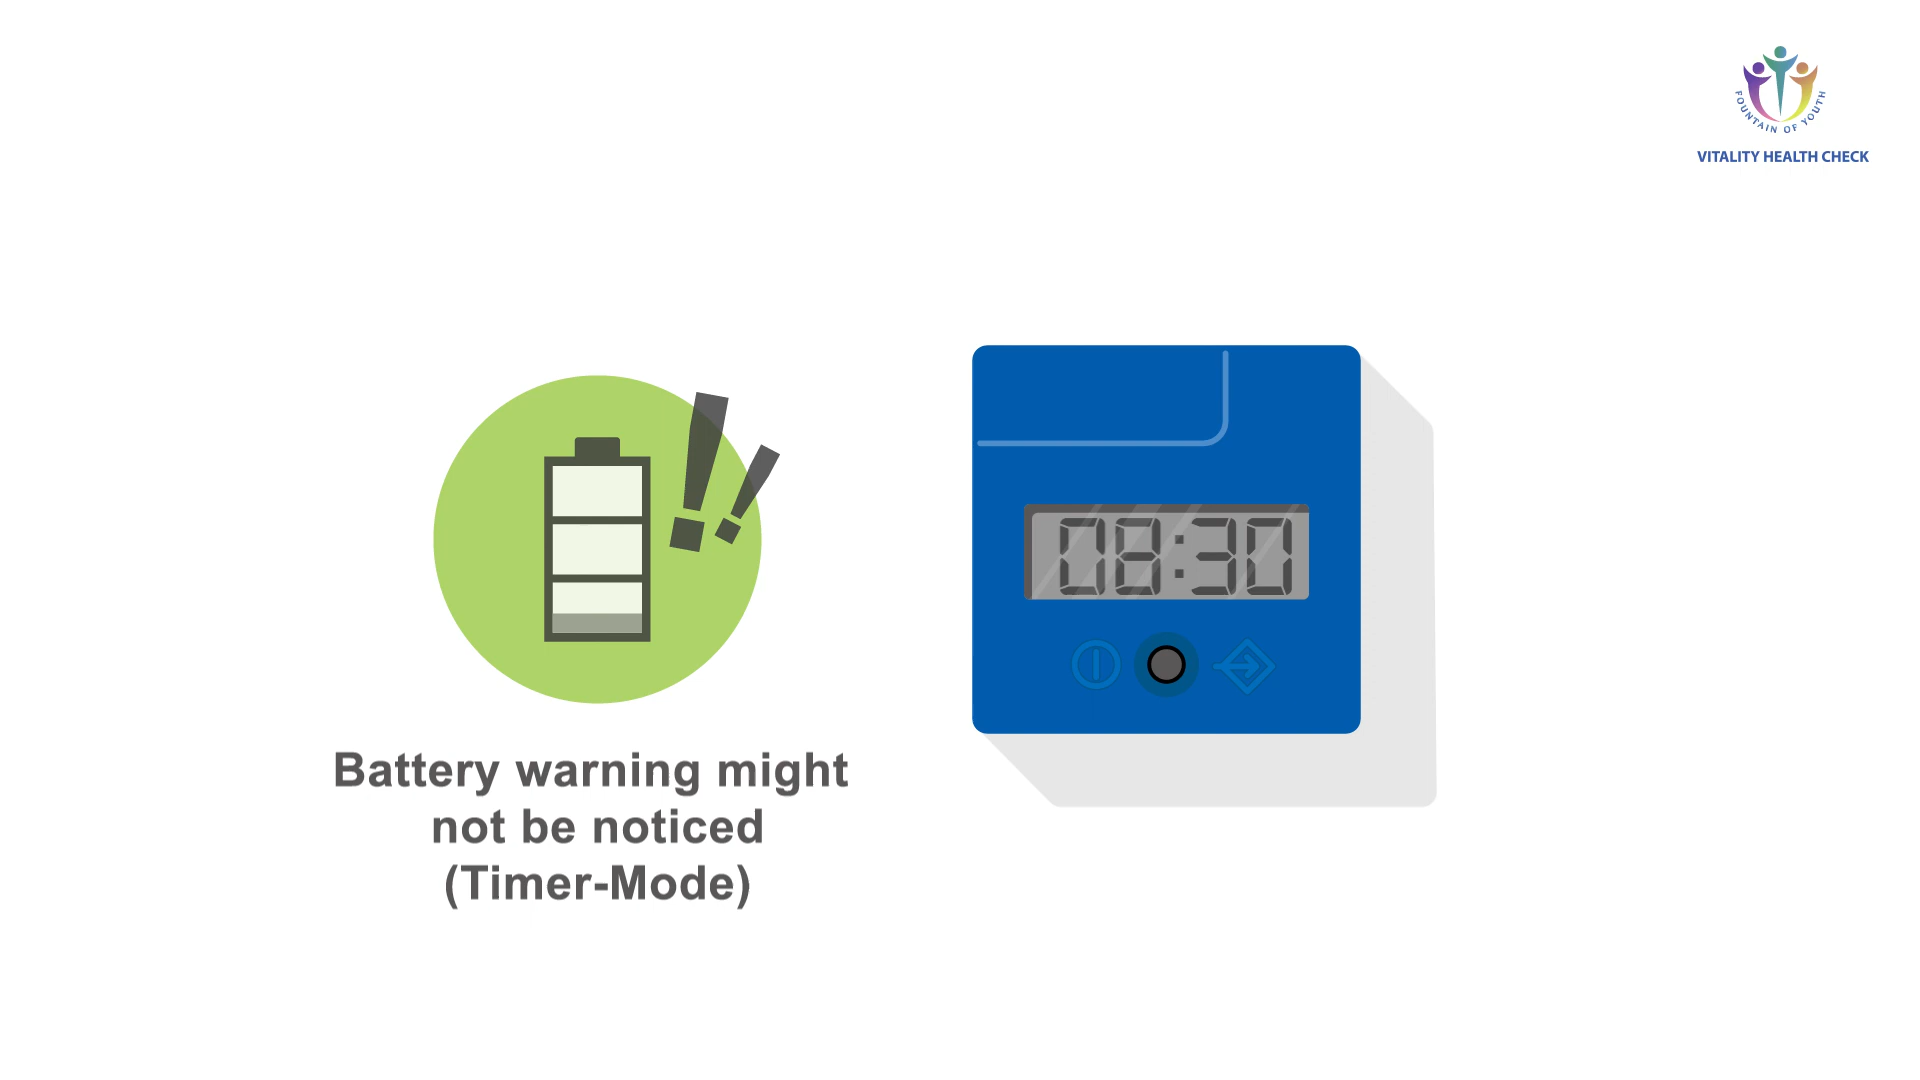 FOUNTAIN OF YOUTH
VITALITY HEALTH CHECK
08:30
Battery warning might
not be noticed
(Timer-Mode)